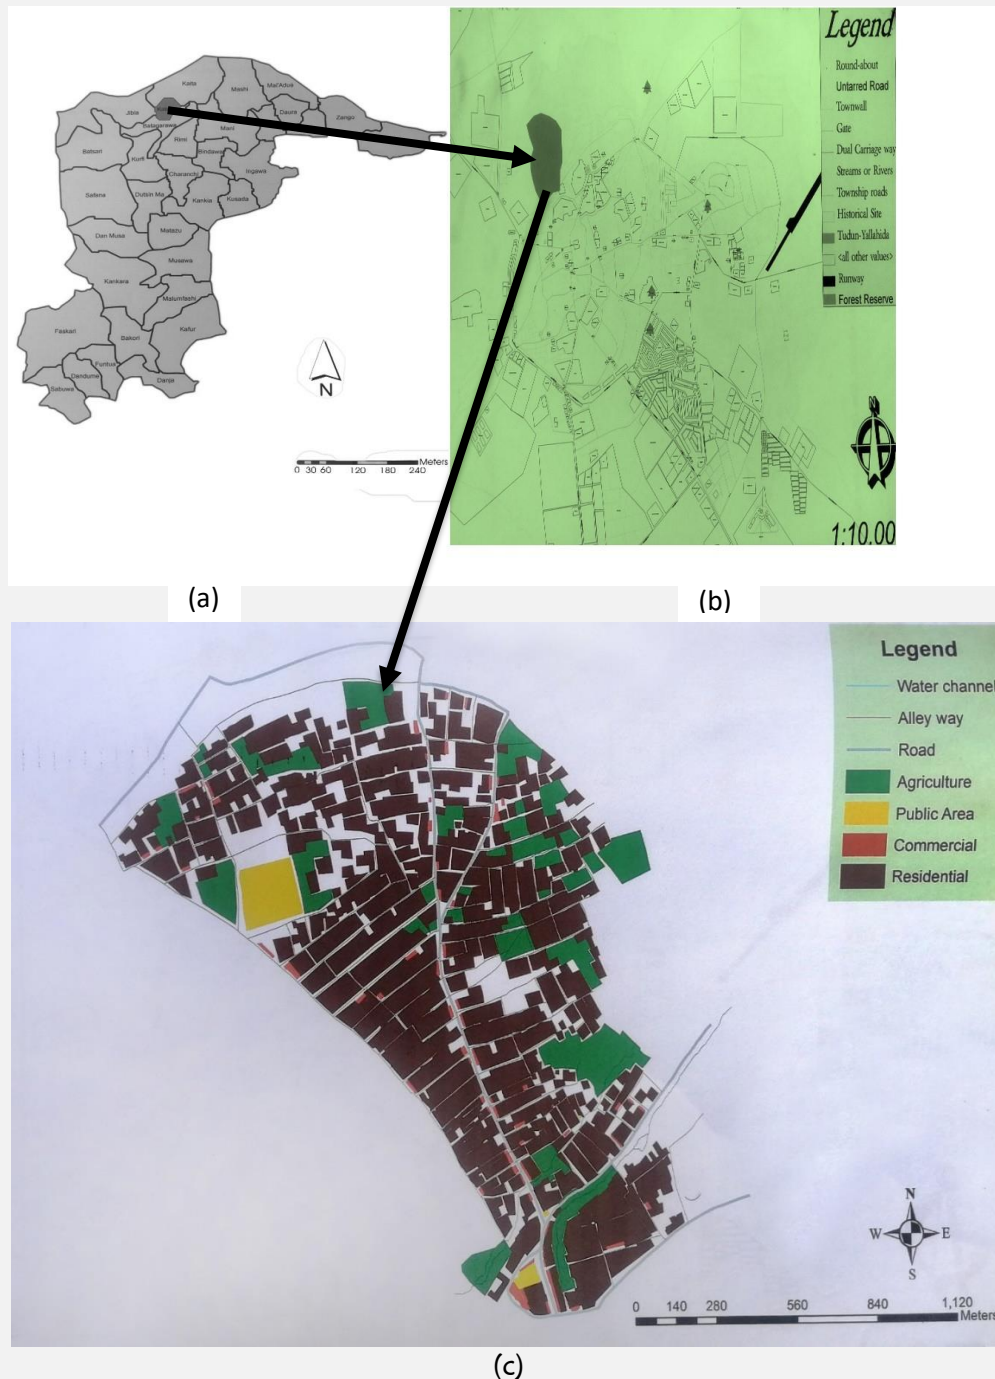 Kaita
Mashi
Mai'Adua
Jibia
Batagarawa
Daura
Zango
Rimi
Mani
Batsari
Kurfi
Bindawa
Ingawa
Charanchi
Safana
Dutsin Ma
Kankia
Kusada
Dan Musa
Matazu
Musawa
Kankara
Malumfashi
Faskari
Bakori
Kafur
Funtua
Dandume
Danja
Sabuwa
N
Meters
0 30 60 120 180 240
(a)
Legend
Round-about
Untarred Road
Townwall
Gate
Dual Carriage way
Streams or Rivers
Township roads
Historical Site
Tudun-Yallahida
<all other values>
Runway
Forest Reserve
N
1:10.00
(b)
Legend
Water channel
Alley way
Road
Agriculture
Public Area
Commercial
Residential
N
W E
S
0 140 280 560 840 1,120
Meters
(c)